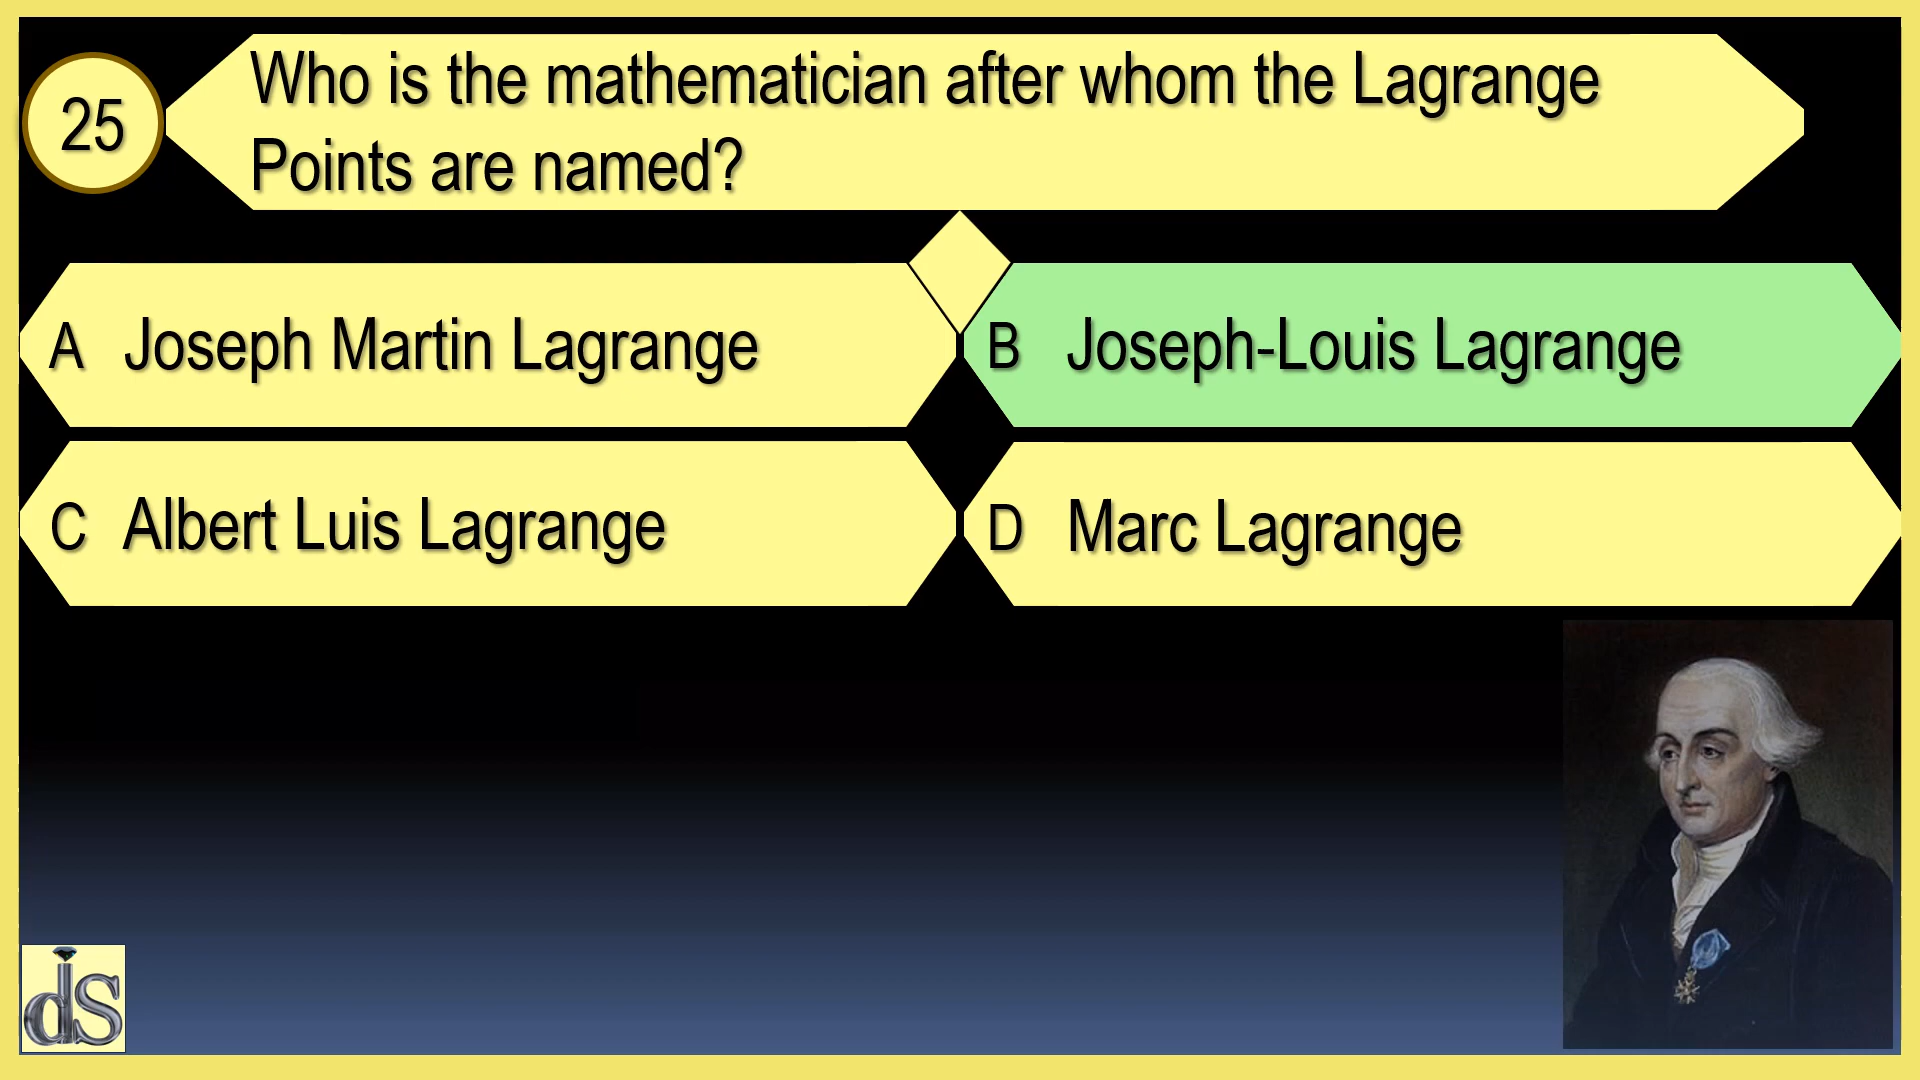 25
Who is the mathematician after whom the Lagrange
Points are named?
A Joseph Martin Lagrange
B Joseph-Louis Lagrange
C Albert Luis Lagrange
D Marc Lagrange
ds